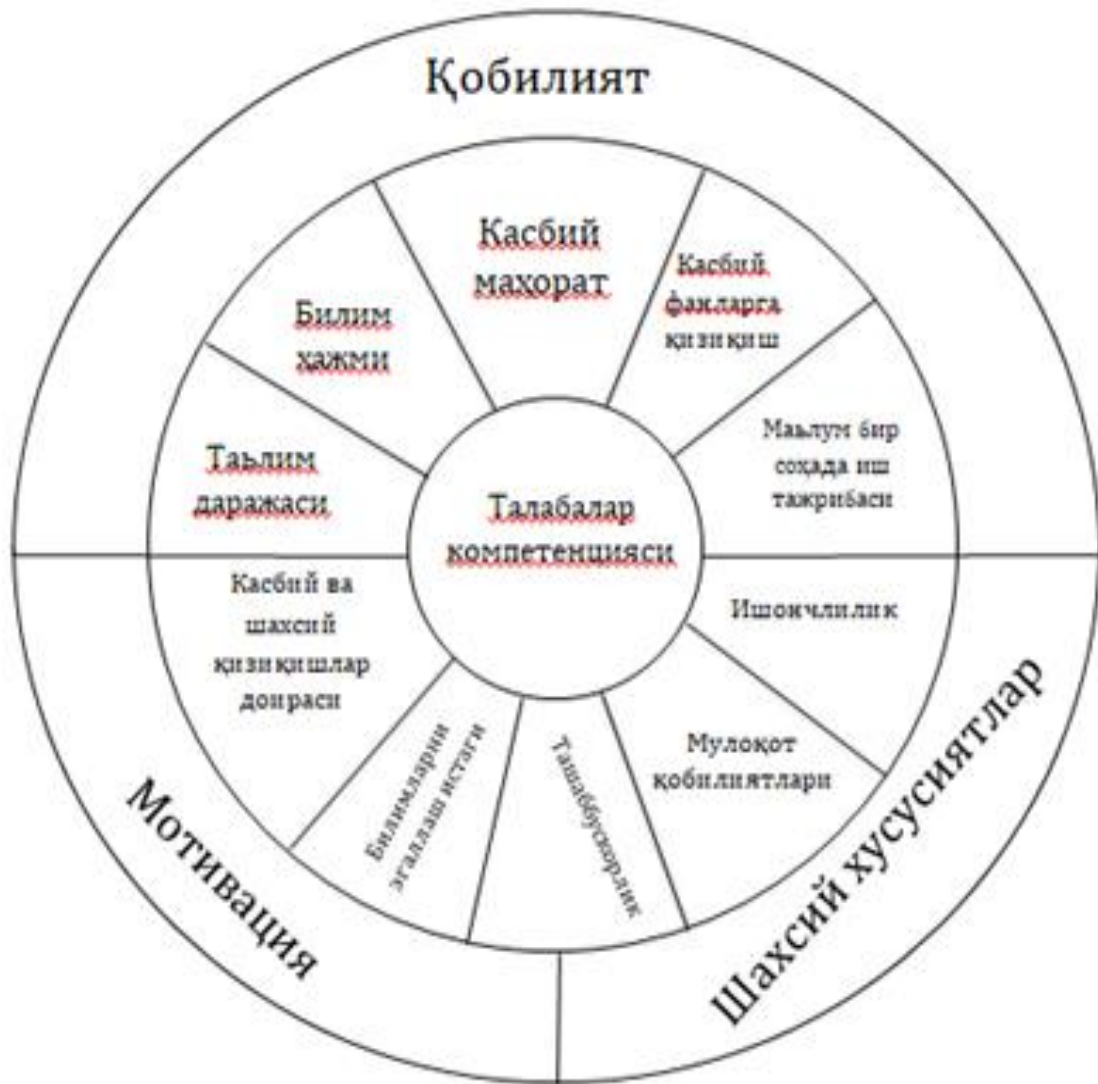 Қобилият
Касбий
махорат
Касбий
фанларга
қизиқиш
Билим
ҳажми
Маълум бир
соҳада иш
тажрибаси
Таълим
даражаси
Талабалар
компетенцияси
Касбий ва
шахсий
қизиқишлар
доираси
Ишончлилик
Мулоқот
қобилиятлари
Билимларни
эгаллаш истаги
Ташаббускорлик
Мотивация
Шахсий хусусиятлар